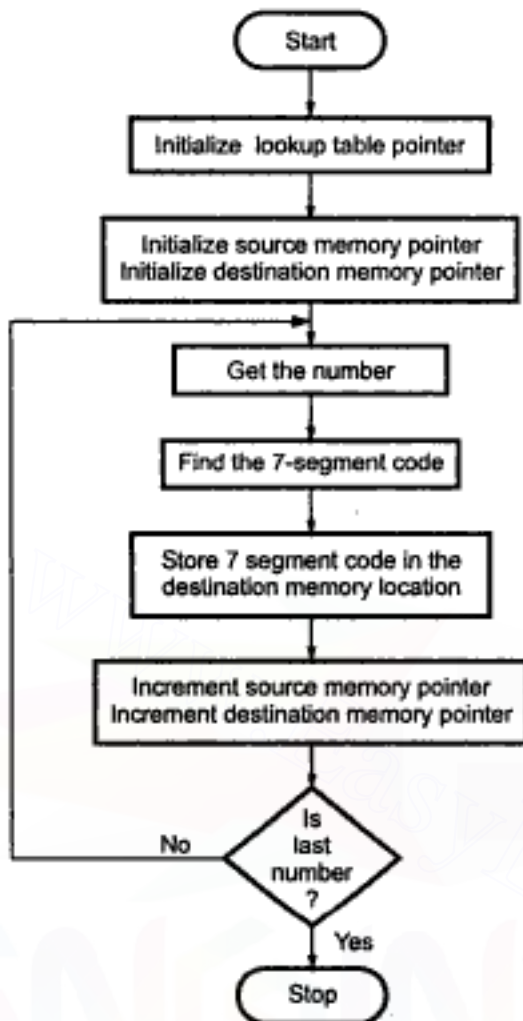 Start
Initialize lookup table pointer
Initialize source memory pointer
Initialize destination memory pointer
Get the number
Find the 7-segment code
Store 7 segment code in the
destination memory location
Increment source memory pointer
Increment destination memory pointer
Is
last
number
?
No
Yes
Stop